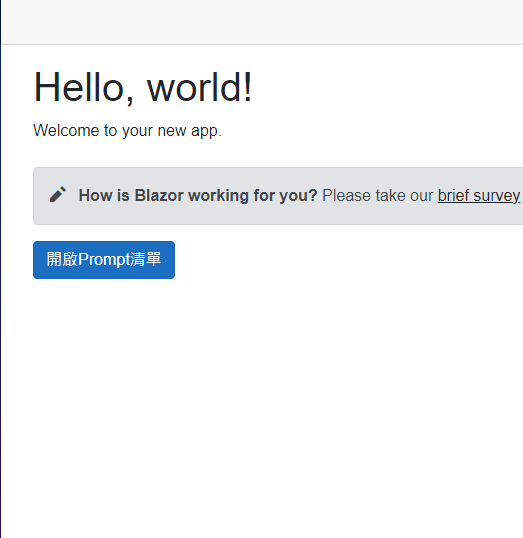 Hello, world!
Welcome to your new app.
How is Blazor working for you? Please take our brief survey
開啟Prompt清單